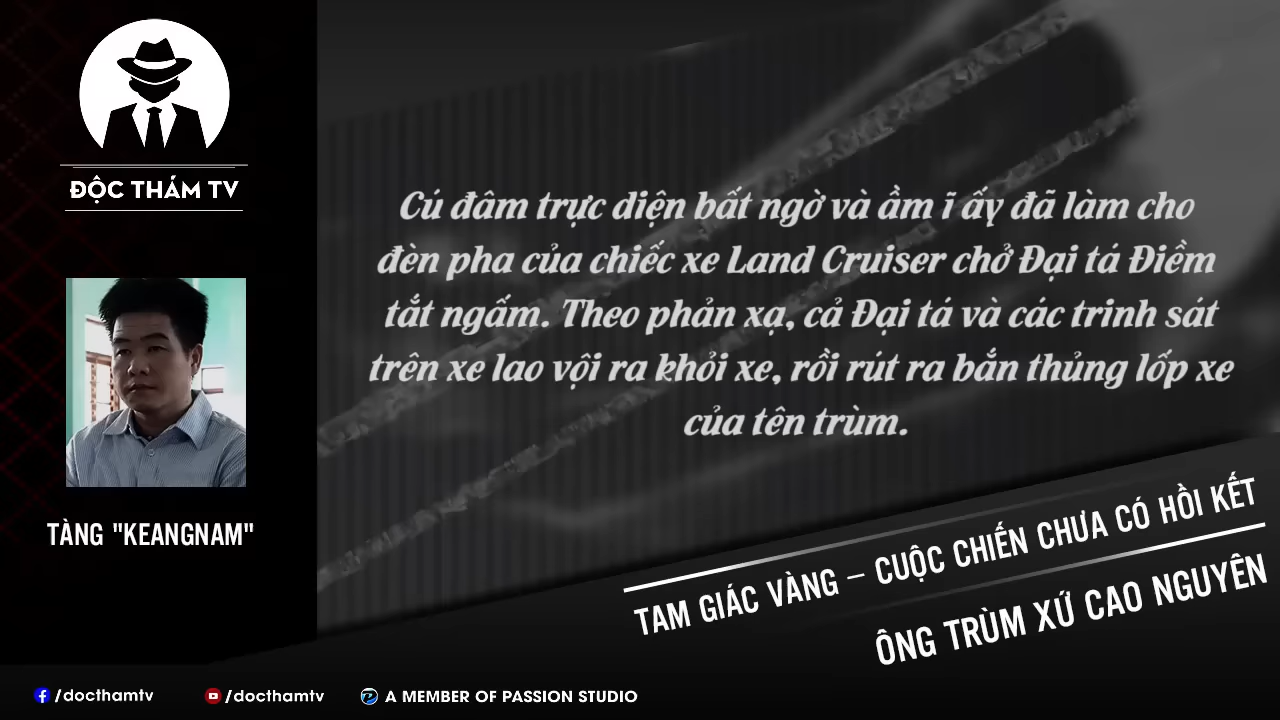 ĐỘC THÁM TV
TÀNG "KEANGNAM"
Cú đâm trực diện bất ngờ và ầm ĩ ấy đã làm cho
đèn pha của chiếc xe Land Cruiser chở Đại tá Điềm
tắt ngấm. Theo phản xạ, cả Đại tá và các trinh sát
trên xe lao vội ra khỏi xe, rồi rút ra bắn thủng lốp xe
của tên trùm.
TAM GIÁC VÀNG – CUỘC CHIẾN CHƯA CÓ HỒI KẾT
ÔNG TRÙM XỨ CAO NGUYÊN
/docthamtv
/docthamtv
A MEMBER OF PASSION STUDIO